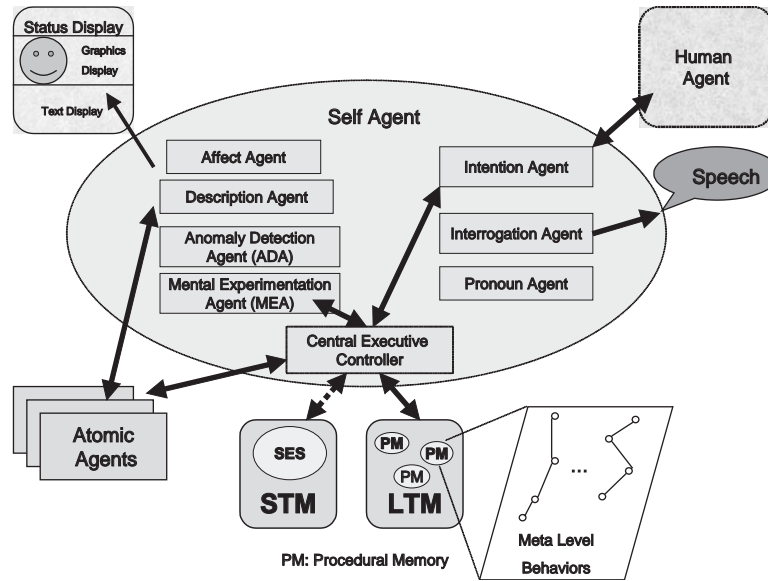 Status Display
Graphics
Display
Text Display
Human
Agent
Self Agent
Affect Agent
Description Agent
Anomaly Detection
Agent (ADA)
Mental Experimentation
Agent (MEA)
Intention Agent
Interrogation Agent
Pronoun Agent
Speech
Central Executive
Controller
Atomic
Agents
SES
STM
PM
PM
PM
LTM
...
Meta Level
Behaviors
PM: Procedural Memory